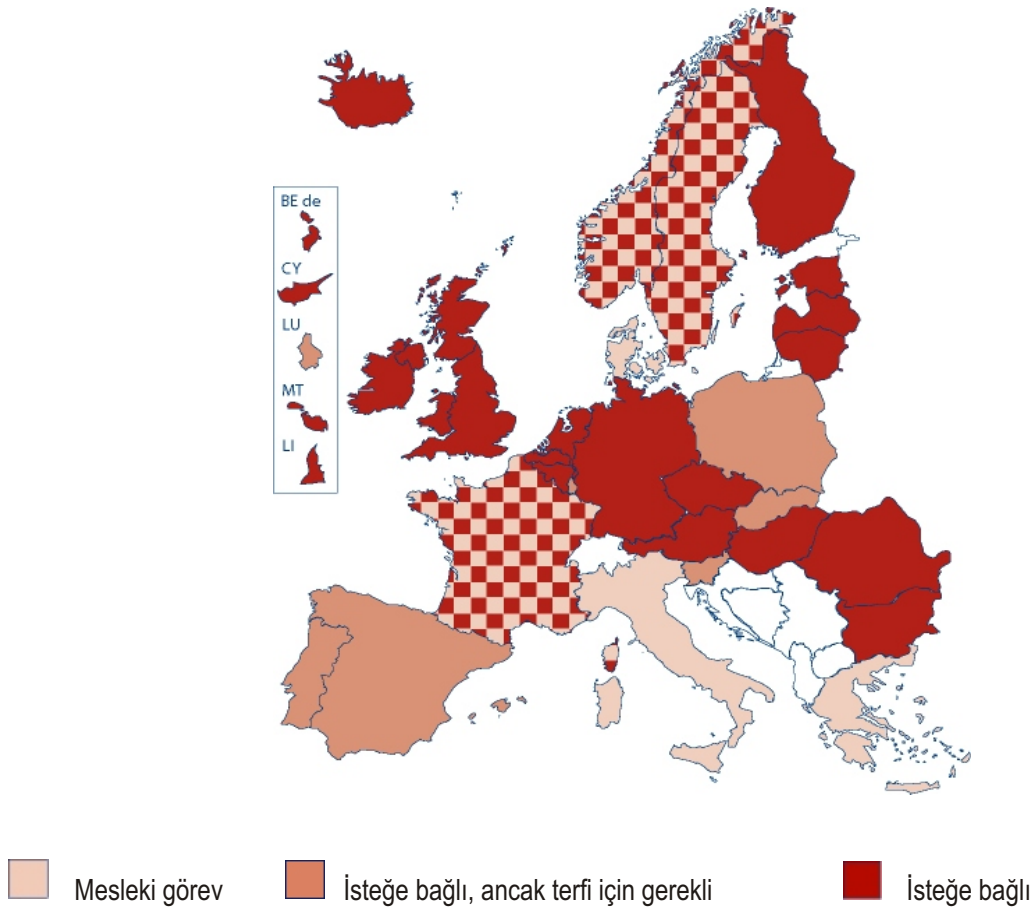 BE de
CY
LU
MT
LI
Mesleki görev
İsteğe bağlı, ancak terfi için gerekli
İsteğe bağlı